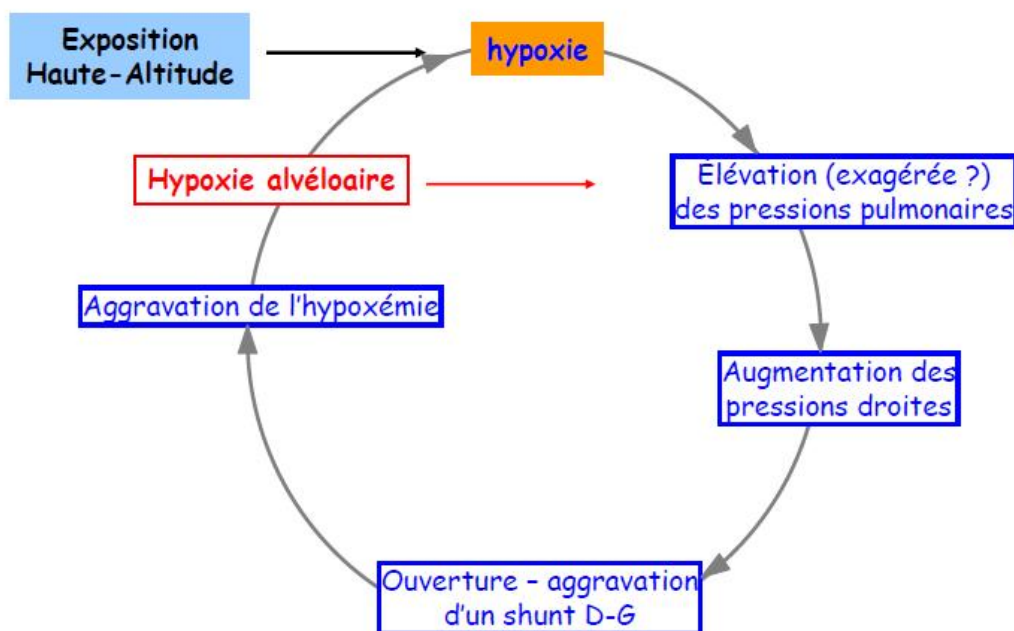 Exposition
Haute-Altitude
hypoxie
Hypoxie alvéloaire
Élévation (exagérée ?)
des pressions pulmonaires
Aggravation de l'hypoxémie
Augmentation des
pressions droites
Ouverture – aggravation
d'un shunt D-G